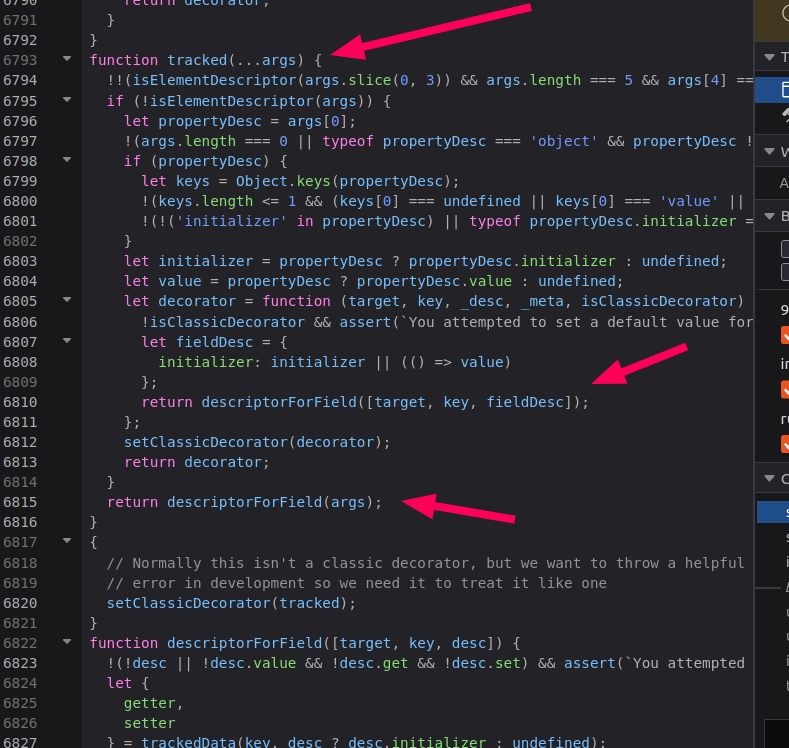 6790 return decorator;
6791 }
6792 }
6793 function tracked(...args) {
6794 !!(isElementDescriptor(args.slice(0, 3)) && args.length === 5 && args[4] ==
6795 if (!isElementDescriptor(args)) {
6796 let propertyDesc = args[0];
6797 !(args.length === 0 || typeof propertyDesc === 'object' && propertyDesc !
6798 if (propertyDesc) {
6799 let keys = Object.keys(propertyDesc);
6800 !(keys.length <= 1 && (keys[0] === undefined || keys[0] === 'value' ||
6801 !(!('initializer' in propertyDesc) || typeof propertyDesc.initializer =
6802 }
6803 let initializer = propertyDesc ? propertyDesc.initializer : undefined;
6804 let value = propertyDesc ? propertyDesc.value : undefined;
6805 let decorator = function (target, key, _desc, _meta, isClassicDecorator)
6806 !isClassicDecorator && assert(`You attempted to set a default value for
6807 let fieldDesc = {
6808 initializer: initializer || (() => value)
6809 };
6810 return descriptorForField([target, key, fieldDesc]);
6811 };
6812 setClassicDecorator(decorator);
6813 return decorator;
6814 }
6815 return descriptorForField(args);
6816 }
6817 {
6818 // Normally this isn't a classic decorator, but we want to throw a helpful
6819 // error in development so we need it to treat it like one
6820 setClassicDecorator(tracked);
6821 }
6822 function descriptorForField([target, key, desc]) {
6823 !(!desc || !desc.value && !desc.get && !desc.set) && assert(`You attempted
6824 let {
6825 getter,
6826 setter
6827 } = trackedData(key, desc ? desc.initializer : undefined);
T
W
A
B
9
i
r
C